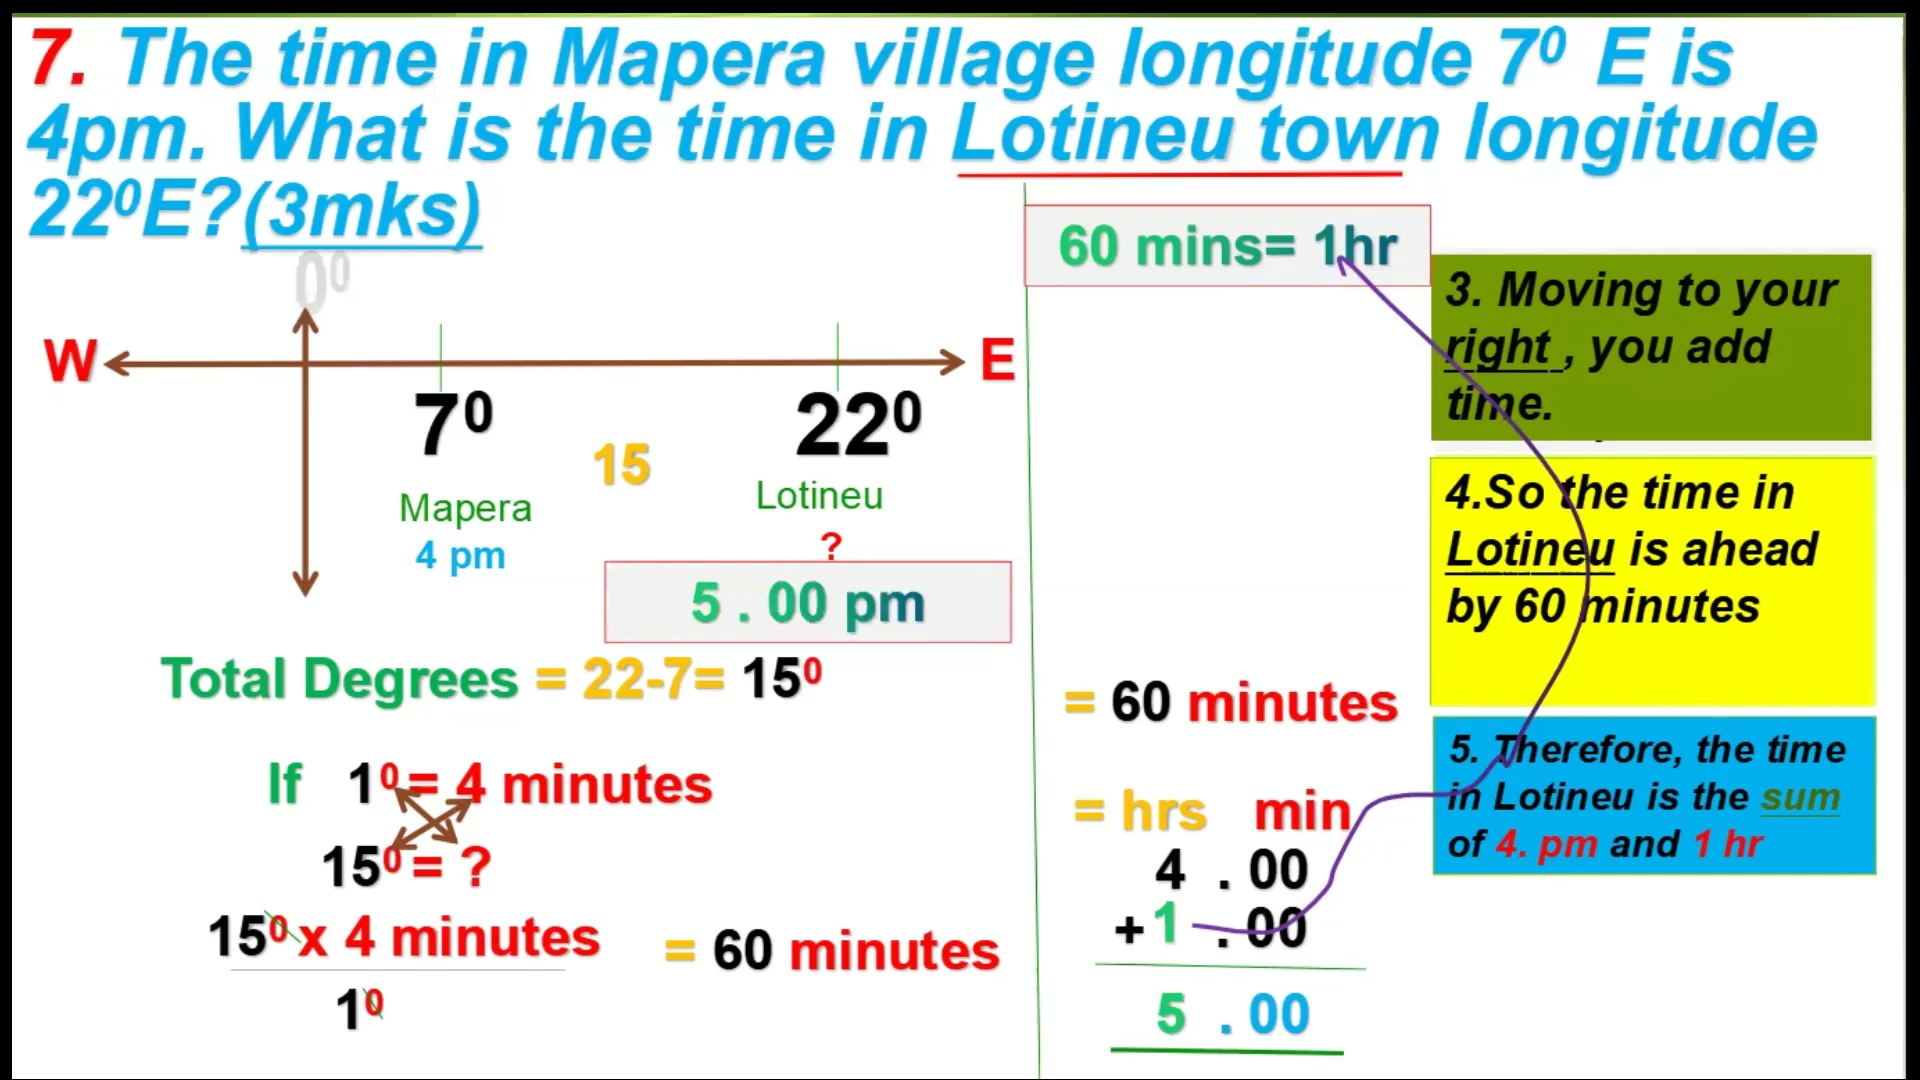 7. The time in Mapera village longitude 7⁰ E is
4pm. What is the time in Lotineu town longitude
22⁰E?(3mks)
0⁰
W
E
7⁰
22⁰
15
Mapera
Lotineu
4 pm
?
5 . 00 pm
Total Degrees = 22-7= 15⁰
If 1⁰ = 4 minutes
15⁰ = ?
15⁰ x 4 minutes
= 60 minutes
1⁰
60 mins= 1hr
= 60 minutes
= hrs min
4 . 00
+ 1 . 00
5 . 00
3. Moving to your
right , you add
time.
4.So the time in
Lotineu is ahead
by 60 minutes
5. Therefore, the time
in Lotineu is the sum
of 4. pm and 1 hr